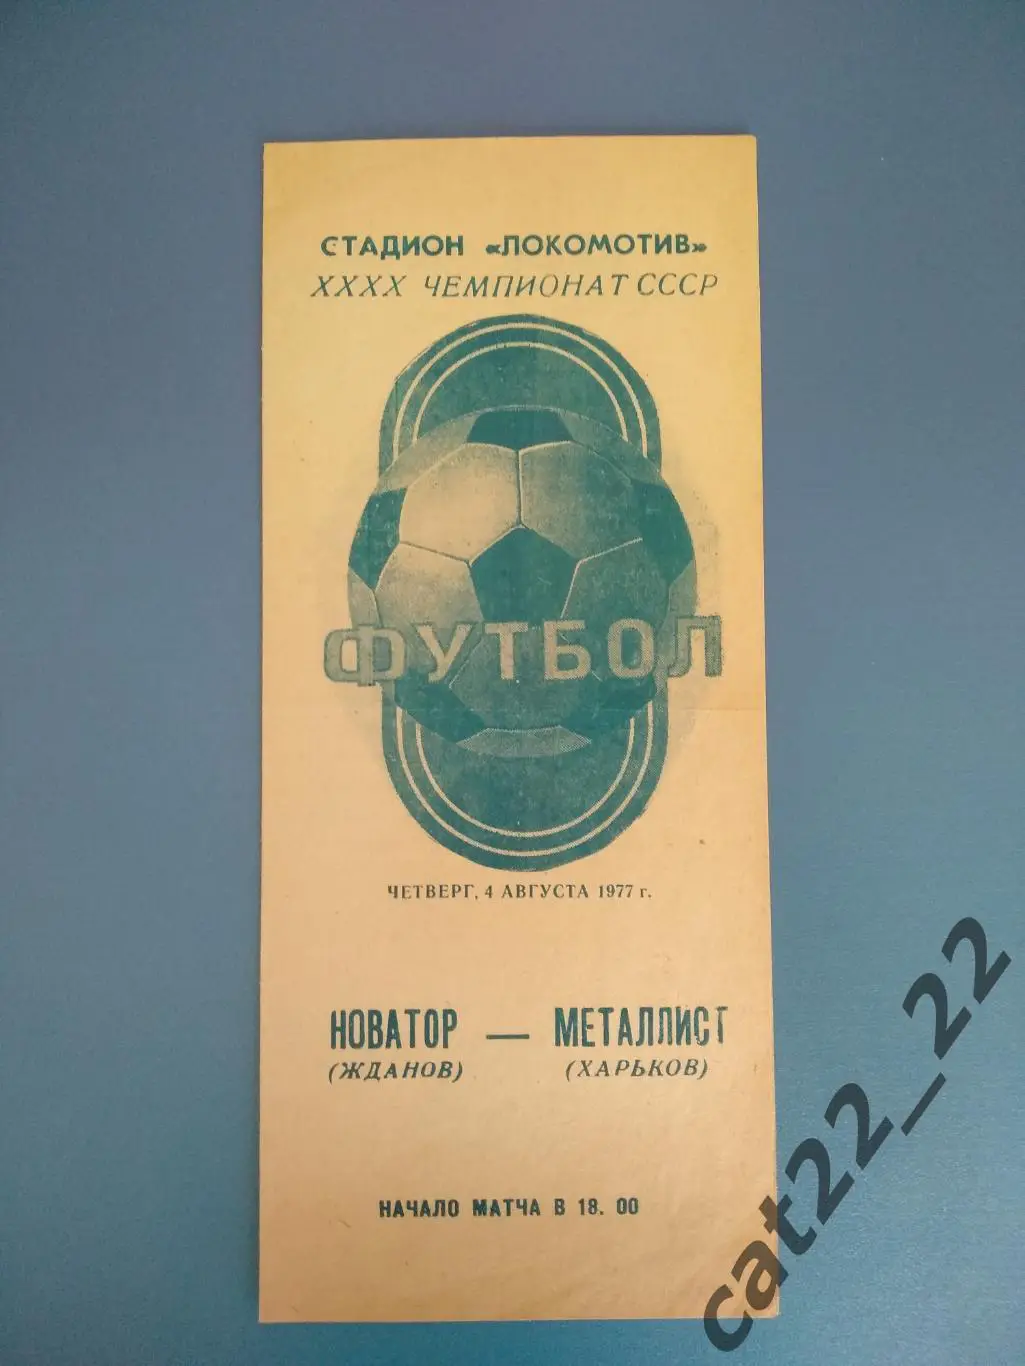 СТАДИОН «ЛОКОМОТИВ»
XXXX ЧЕМПИОНАТ СССР
ФУТБОЛ
ЧЕТВЕРГ, 4 АВГУСТА 1977 г.
НОВАТОР — МЕТАЛЛИСТ
(ЖДАНОВ) (ХАРЬКОВ)
НАЧАЛО МАТЧА В 18. 00
cat22_22